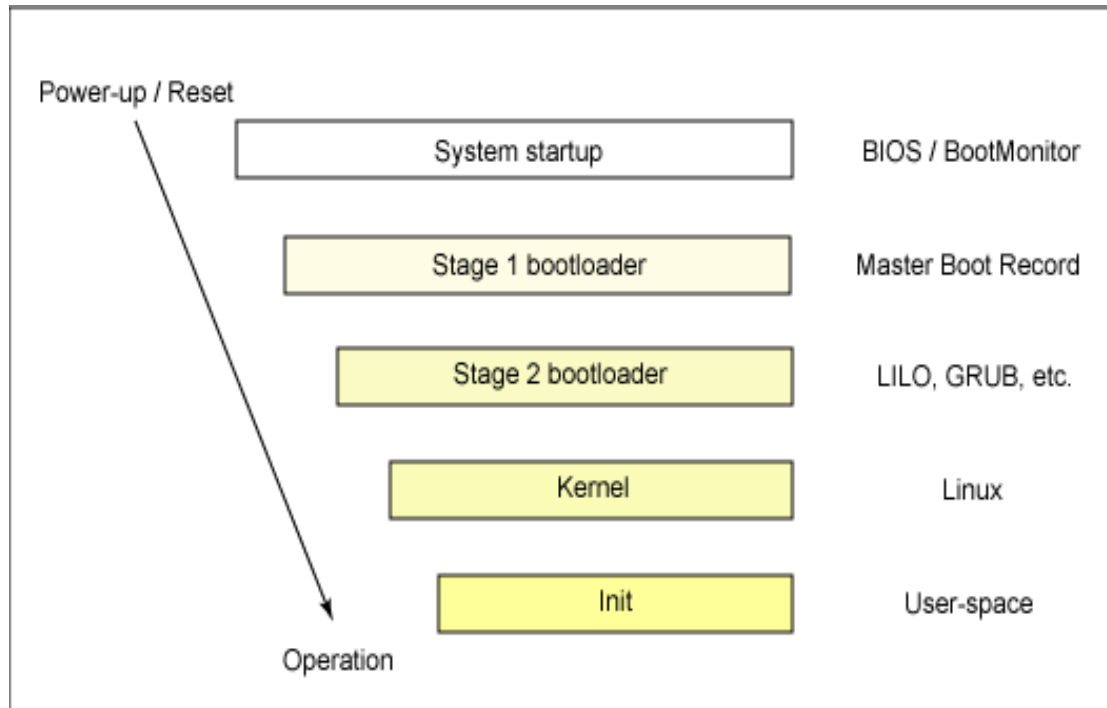 Power-up / Reset
System startup
BIOS / BootMonitor
Stage 1 bootloader
Master Boot Record
Stage 2 bootloader
LILO, GRUB, etc.
Kernel
Linux
Init
User-space
Operation